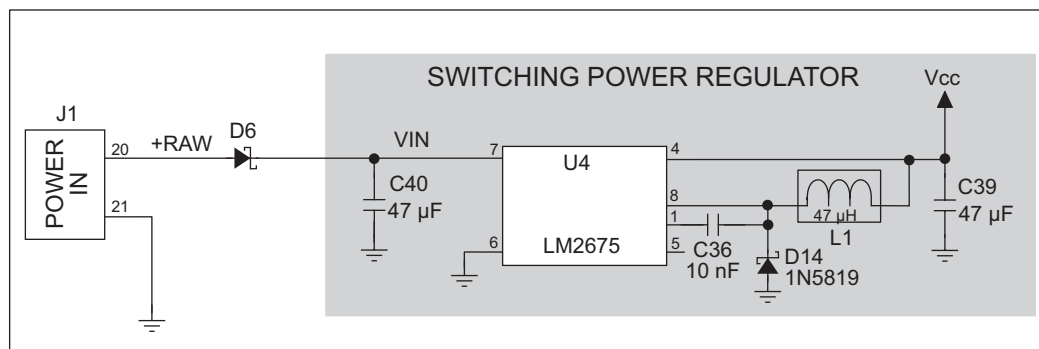 SWITCHING POWER REGULATOR
Vcc
J1
D6
20
+RAW
VIN
7
U4
4
POWER
IN
C40
47 µF
8
C39
47 µF
21
1
47 µH
L1
6
LM2675
5
C36
10 nF
D14
1N5819